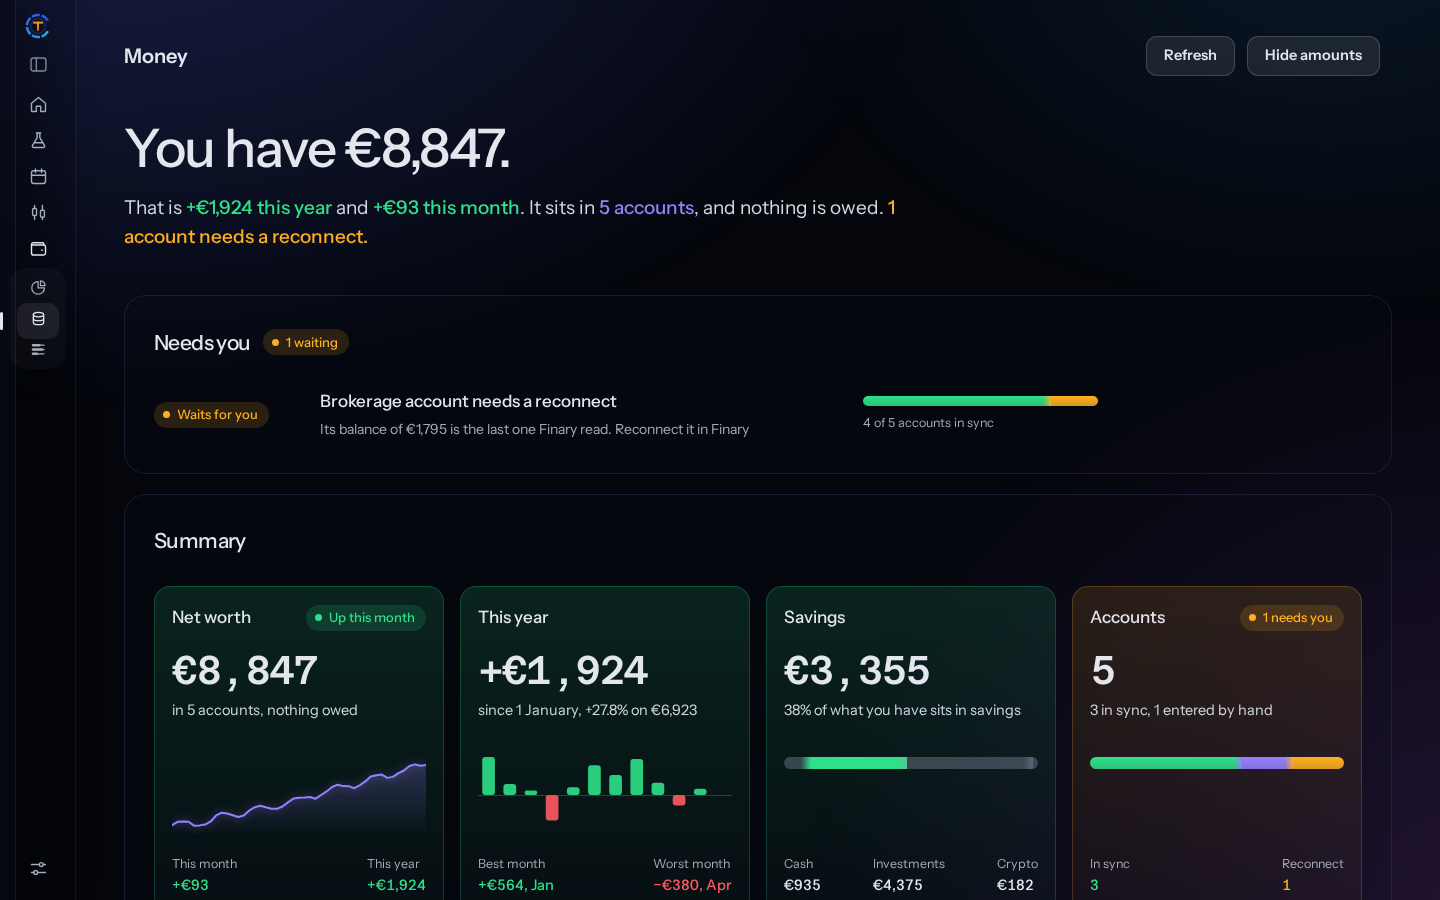 T
Money
Refresh
Hide amounts
You have €8,847.
That is +€1,924 this year and +€93 this month. It sits in 5 accounts, and nothing is owed. 1
account needs a reconnect.
Needs you
1 waiting
Waits for you
Brokerage account needs a reconnect
Its balance of €1,795 is the last one Finary read. Reconnect it in Finary
4 of 5 accounts in sync
Summary
Net worth
Up this month
€8,847
in 5 accounts, nothing owed
This month
This year
+€93
+€1,924
This year
+€1,924
since 1 January, +27.8% on €6,923
Best month
Worst month
+€564, Jan
−€380, Apr
Savings
€3,355
38% of what you have sits in savings
Cash
Investments
Crypto
€935
€4,375
€182
Accounts
1 needs you
5
3 in sync, 1 entered by hand
In sync
Reconnect
3
1